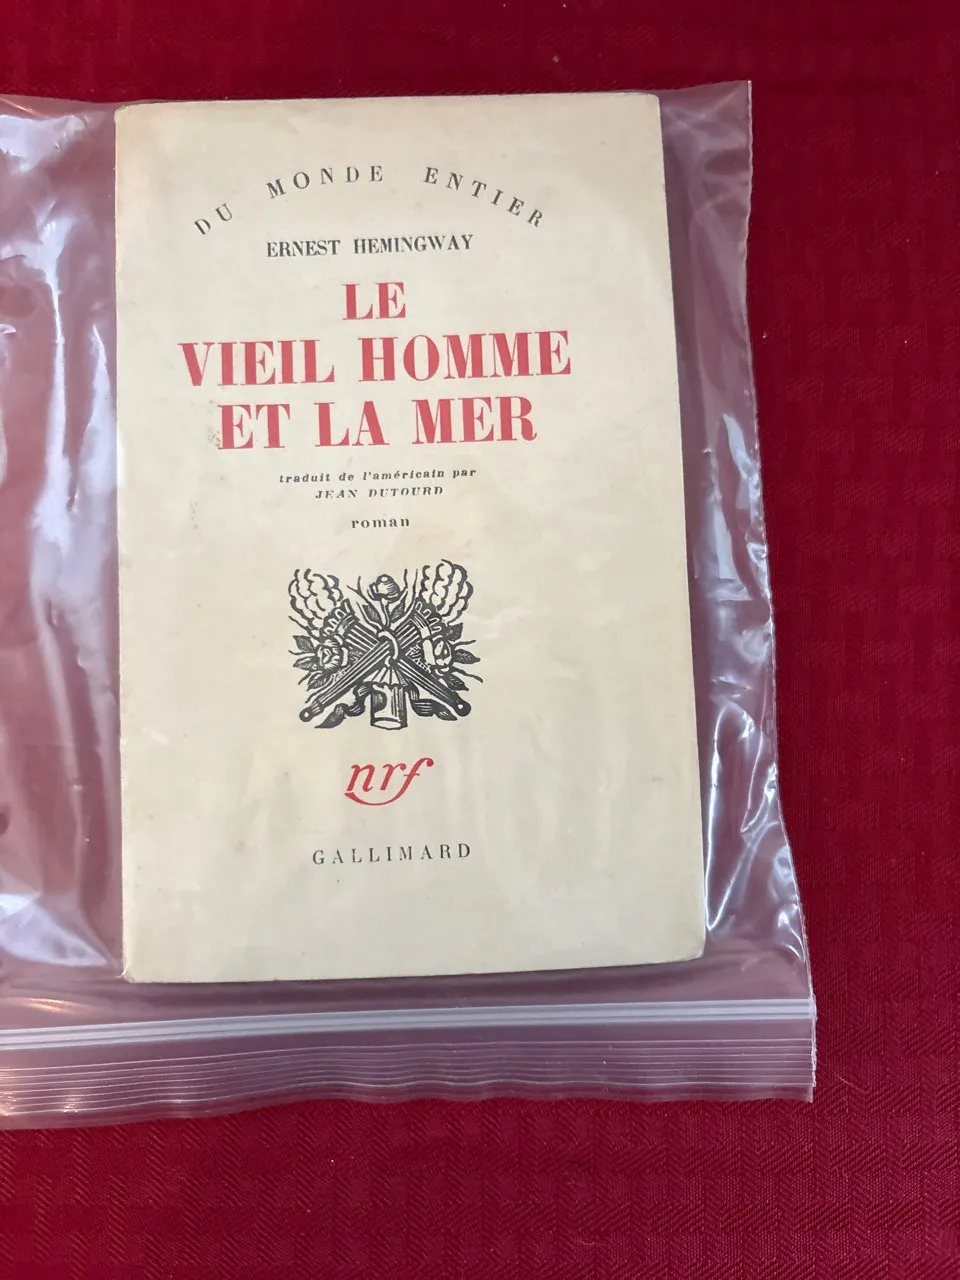 DU MONDE ENTIER
ERNEST HEMINGWAY
LE
VIEIL HOMME
ET LA MER
traduit de l'américain par
JEAN DUTOURD
roman
nrf
GALLIMARD